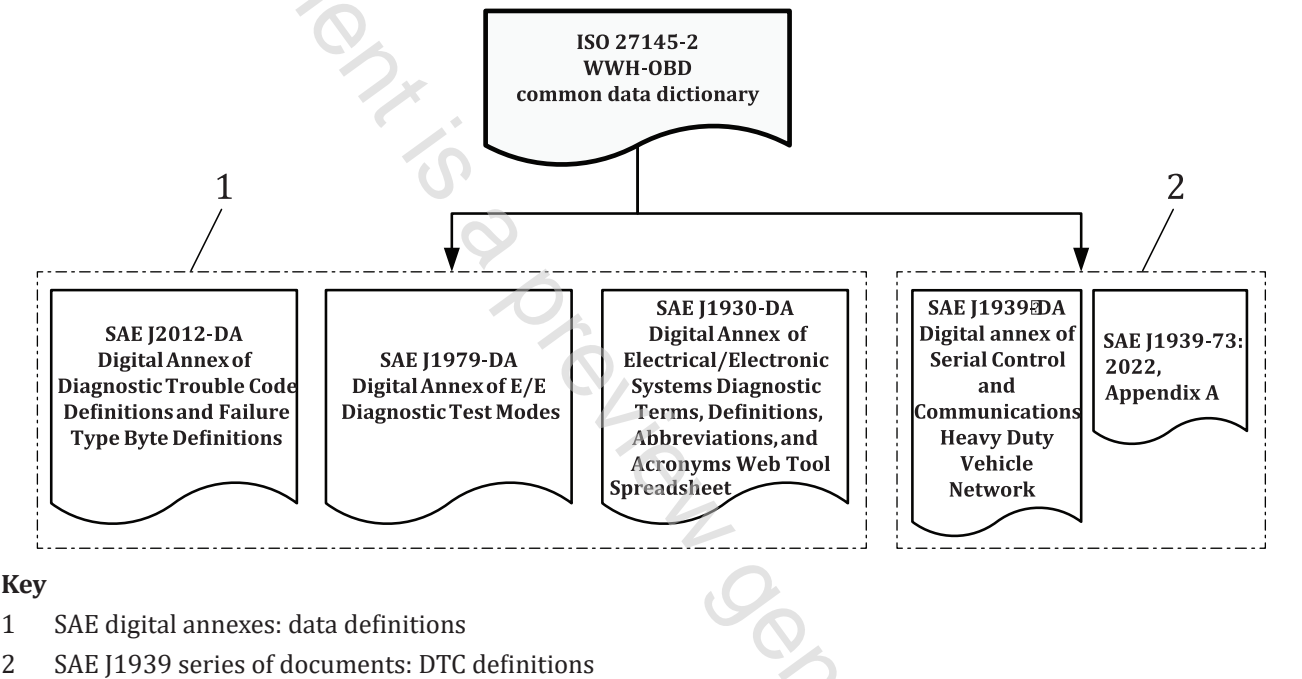 ISO 27145-2
WWH-OBD
common data dictionary
1
2
SAE J2012-DA
Digital Annex of
Diagnostic Trouble Code
Definitions and Failure
Type Byte Definitions
SAE J1979-DA
Digital Annex of E/E
Diagnostic Test Modes
SAE J1930-DA
Digital Annex of
Electrical/Electronic
Systems Diagnostic
Terms, Definitions,
Abbreviations, and
Acronyms Web Tool
Spreadsheet
SAE J1939-DA
Digital annex of
Serial Control
and
Communications
Heavy Duty
Vehicle
Network
SAE J1939-73:
2022,
Appendix A
Key
1 SAE digital annexes: data definitions
2 SAE J1939 series of documents: DTC definitions
is a preview